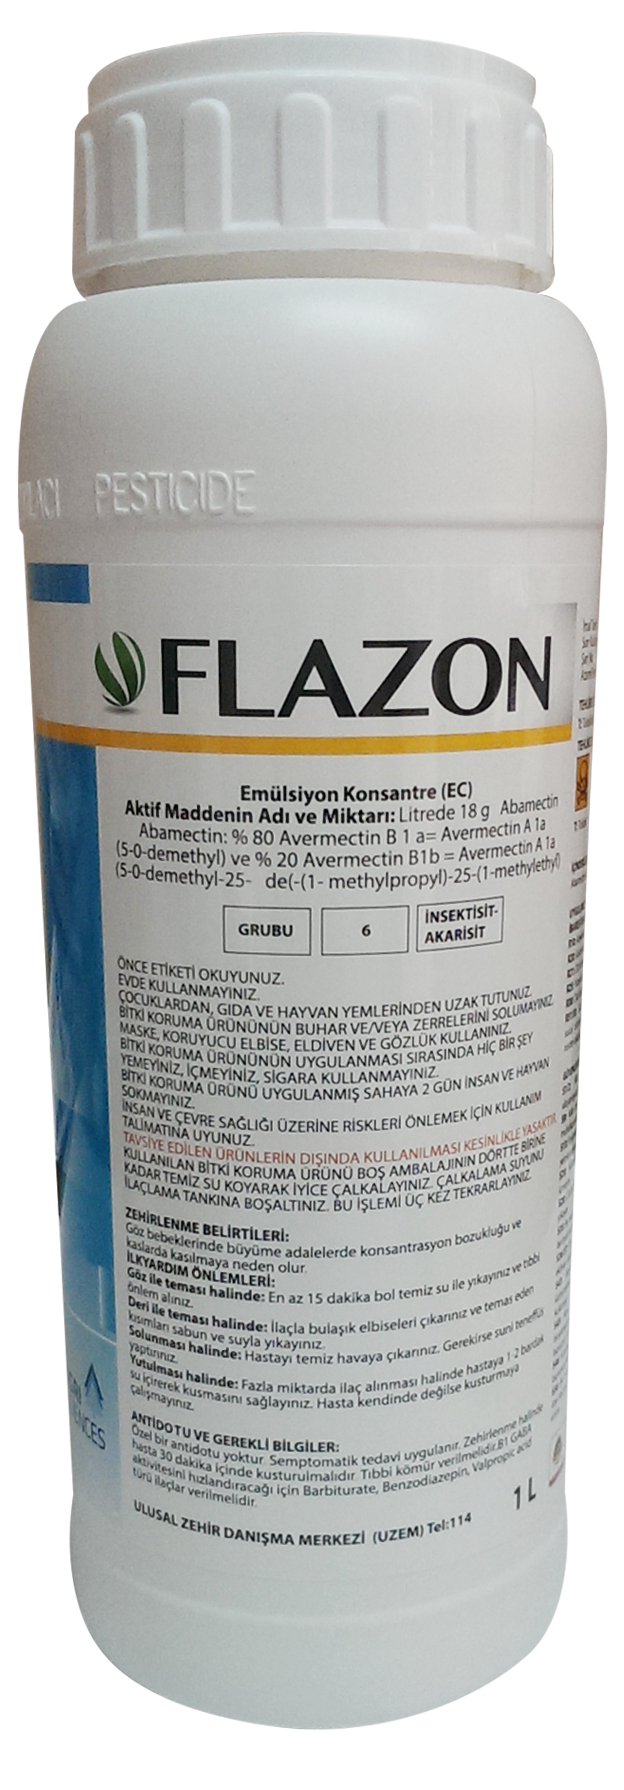 LACI PESTICIDE
FLAZON
Emülsiyon Konsantre (EC)
Aktif Maddenin Adı ve Miktarı: Litrede 18 g Abamectin
Abamectin: % 80 Avermectin B 1 a= Avermectin A 1a
(5-0-demethyl) ve % 20 Avermectin B1b = Avermectin A 1a
(5-0-demethyl-25- de(-(1- methylpropyl)-25-(1-methylethyl)
GRUBU
6
İNSEKTİSİT-
AKARİSİT
ÖNCE ETİKETİ OKUYUNUZ.
EVDE KULLANMAYINIZ.
ÇOCUKLARDAN, GIDA VE HAYVAN YEMLERİNDEN UZAK TUTUNUZ.
BİTKİ KORUMA ÜRÜNÜNÜN BUHAR VE/VEYA ZERRELERİNİ SOLUMAYINIZ.
MASKE, KORUYUCU ELBİSE, ELDİVEN VE GÖZLÜK KULLANINIZ.
BİTKİ KORUMA ÜRÜNÜNÜN UYGULANMASI SIRASINDA HİÇ BİR ŞEY
YEMEYİNİZ, İÇMEYİNİZ, SİGARA KULLANMAYINIZ.
BİTKİ KORUMA ÜRÜNÜ UYGULANMIŞ SAHAYA 2 GÜN İNSAN VE HAYVAN
SOKMAYINIZ.
İNSAN VE ÇEVRE SAĞLIĞI ÜZERİNE RİSKLERİ ÖNLEMEK İÇİN KULLANIM
TALİMATINA UYUNUZ.
TAVSİYE EDİLEN ÜRÜNLERİN DIŞINDA KULLANILMASI KESİNLİKLE YASAKTIR.
KULLANILAN BİTKİ KORUMA ÜRÜNÜ BOŞ AMBALAJININ DÖRTTE BİRİNE
KADAR TEMİZ SU KOYARAK İYİCE ÇALKALAYINIZ. ÇALKALAMA SUYUNU
İLAÇLAMA TANKINA BOŞALTINIZ. BU İŞLEMİ ÜÇ KEZ TEKRARLAYINIZ.
ZEHİRLENME BELİRTİLERİ:
Göz bebeklerinde büyüme adalelerde konsantrasyon bozukluğu ve
kaslarda kasılmaya neden olur.
İLKYARDIM ÖNLEMLERİ:
Göz ile teması halinde: En az 15 dakika bol temiz su ile yıkayınız ve tıbbi
önlem alınız.
Deri ile teması halinde: İlaçla bulaşık elbiseleri çıkarınız ve temas eden
kısımları sabun ve suyla yıkayınız.
Solunması halinde: Hastayı temiz havaya çıkarınız. Gerekirse suni teneffüs
yaptırınız.
Yutulması halinde: Fazla miktarda ilaç alınması halinde hastaya 1-2 bardak
su içirerek kusmasını sağlayınız. Hasta kendinde değilse kusturmaya
çalışmayınız.
ANTİDOTU VE GEREKLİ BİLGİLER:
Özel bir antidotu yoktur. Semptomatik tedavi uygulanır. Zehirlenme halinde
hasta 30 dakika içinde kusturulmalıdır. Tıbbi kömür verilmelidir.B1 GABA
aktivitesini hızlandıracağı için Barbiturate, Benzodiazepin, Valpropic acid
türü ilaçlar verilmelidir.
1 L
ULUSAL ZEHİR DANIŞMA MERKEZİ (UZEM) Tel:114